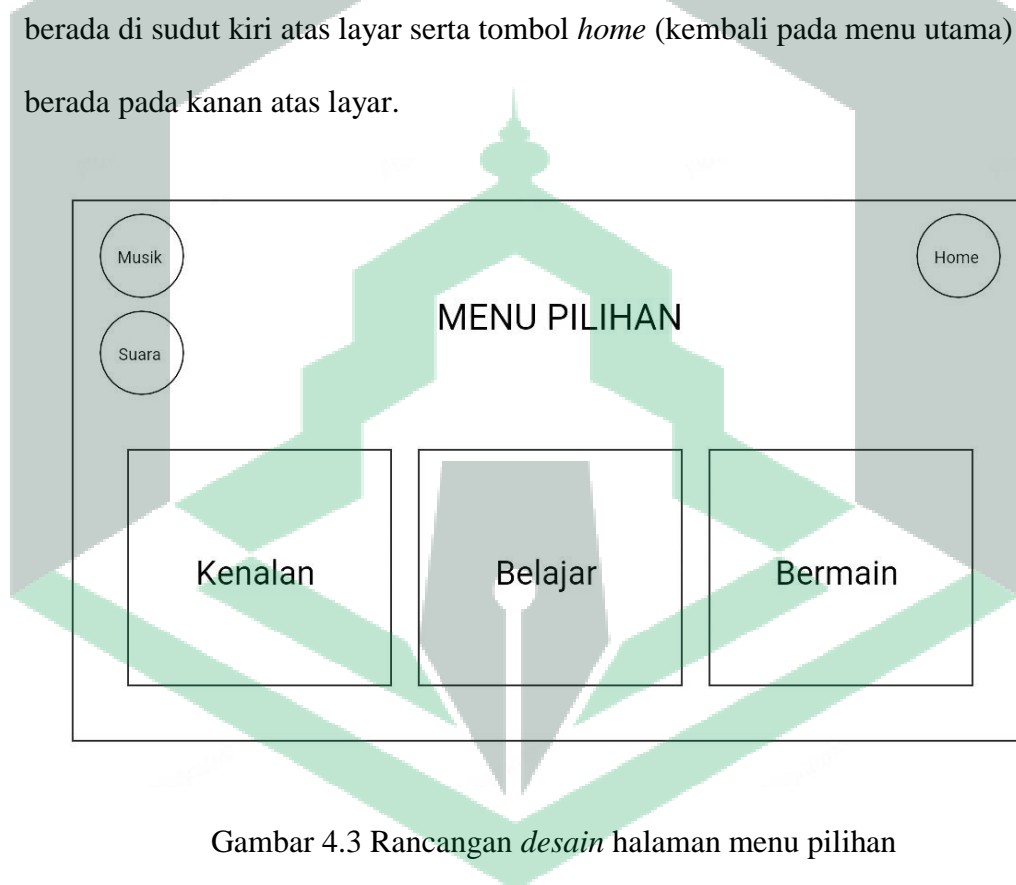 berada di sudut kiri atas layar serta tombol home (kembali pada menu utama)
berada pada kanan atas layar.
Musik
Home
MENU PILIHAN
Suara
Kenalan
Belajar
Bermain
Gambar 4.3 Rancangan desain halaman menu pilihan